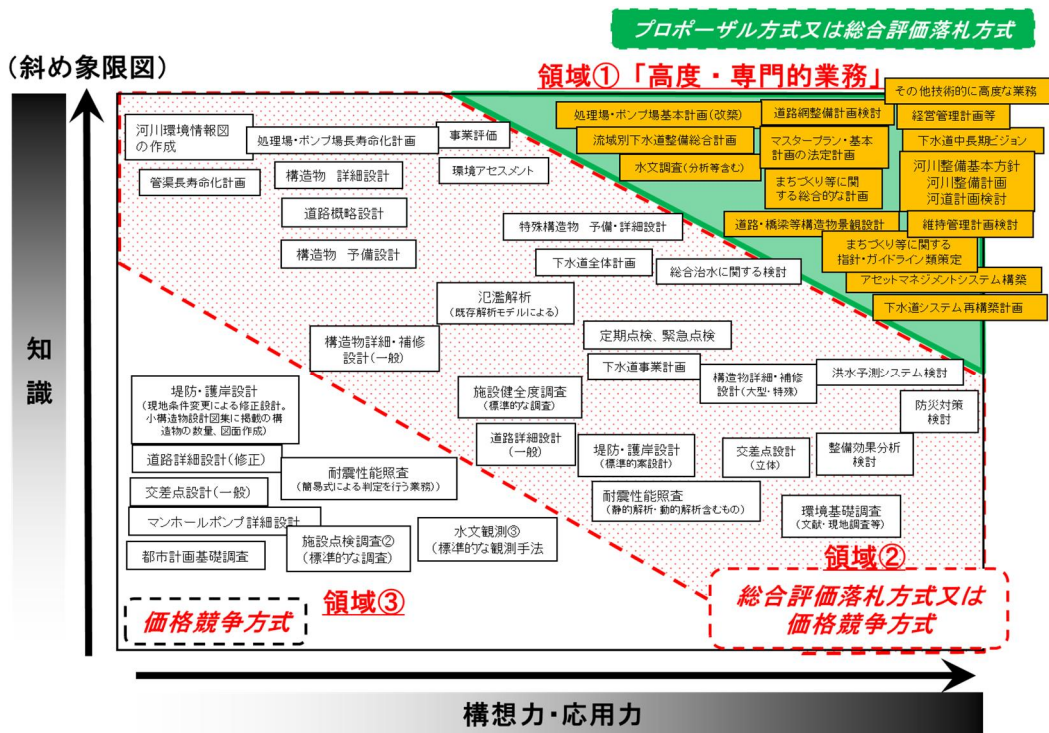 プロポーザル方式又は総合評価落札方式
(斜め象限図)
領域①「高度・専門的業務」
その他技術的に高度な業務
処理場・ポンプ場基本計画(改築)
道路網整備計画検討
経営管理計画等
流域別下水道整備総合計画
マスタープラン・基本
計画の法定計画
下水道中長期ビジョン
水文調査(分析等含む)
河川整備基本方針
河川整備計画
河道計画検討
まちづくり等に関
する総合的な計画
道路・橋梁等構造物景観設計
維持管理計画検討
まちづくり等に関する
指針・ガイドライン類策定
アセットマネジメントシステム構築
下水道システム再構築計画
河川環境情報図
の作成
処理場・ポンプ場長寿命化計画
事業評価
管渠長寿命化計画
構造物 詳細設計
環境アセスメント
道路概略設計
特殊構造物 予備・詳細設計
構造物 予備設計
下水道全体計画
総合治水に関する検討
氾濫解析
(既存解析モデルによる)
構造物詳細・補修
設計(一般)
定期点検、緊急点検
下水道事業計画
構造物詳細・補修
設計(大型・特殊)
洪水予測システム検討
防災対策
検討
堤防・護岸設計
(現地条件変更による修正設計。
小構造物設計図集に掲載の構
造物の数量、図面作成)
施設健全度調査
(標準的な調査)
道路詳細設計
(一般)
堤防・護岸設計
(標準的案設計)
交差点設計
(立体)
整備効果分析
検討
道路詳細設計(修正)
耐震性能照査
(簡易式による判定を行う業務))
交差点設計(一般)
耐震性能照査
(静的解析・動的解析含むもの)
環境基礎調査
(文献・現地調査等)
マンホールポンプ詳細設計
施設点検調査②
(標準的な調査)
水文観測③
(標準的な観測手法)
都市計画基礎調査
領域②
総合評価落札方式又は
価格競争方式
領域③
価格競争方式
知
識
構想力・応用力